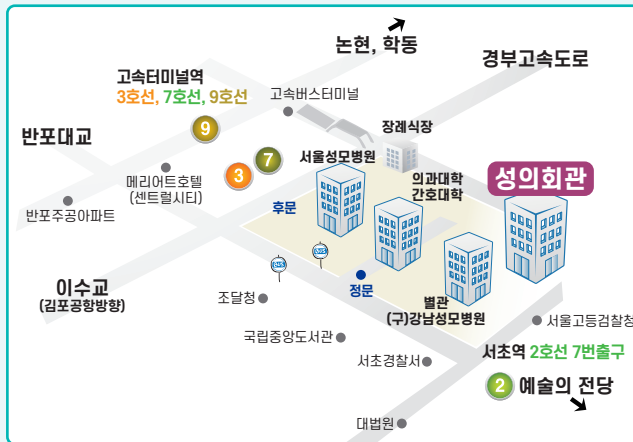 논현, 학동
경부고속도로
고속터미널역
3호선, 7호선, 9호선
고속버스터미널
장례식장
반포대교
9
7
3
서울성모병원
의과대학
간호대학
성의회관
메리어트호텔
(센트럴시티)
반포주공아파트
후문
이수교
(김포공항방향)
정문
조달청
별관
(구)강남성모병원
국립중앙도서관
서울고등검찰청
서초경찰서
서초역 2호선 7번출구
2 예술의 전당
대법원